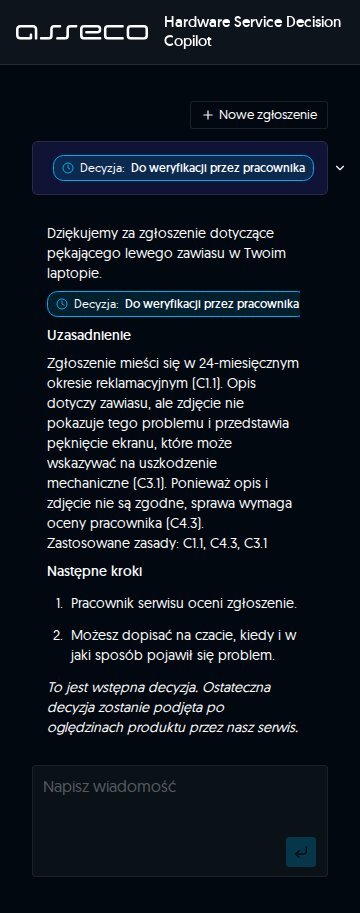 asseco
Hardware Service Decision
Copilot
Nowe zgłoszenie
Decyzja: Do weryfikacji przez pracownika
Dziękujemy za zgłoszenie dotyczące
pękającego lewego zawiasu w Twoim
laptopie.
Decyzja: Do weryfikacji przez pracownika
Uzasadnienie
Zgłoszenie mieści się w 24-miesięcznym
okresie reklamacyjnym (C1.1). Opis
dotyczy zawiasu, ale zdjęcie nie
pokazuje tego problemu i przedstawia
pęknięcie ekranu, które może
wskazywać na uszkodzenie
mechaniczne (C3.1). Ponieważ opis i
zdjęcie nie są zgodne, sprawa wymaga
oceny pracownika (C4.3).
Zastosowane zasady: C1.1, C4.3, C3.1
Następne kroki
1. Pracownik serwisu oceni zgłoszenie.
2. Możesz dopisać na czacie, kiedy i w
jaki sposób pojawił się problem.
To jest wstępna decyzja. Ostateczna
decyzja zostanie podjęta po
oględzinach produktu przez nasz serwis.
Napisz wiadomość